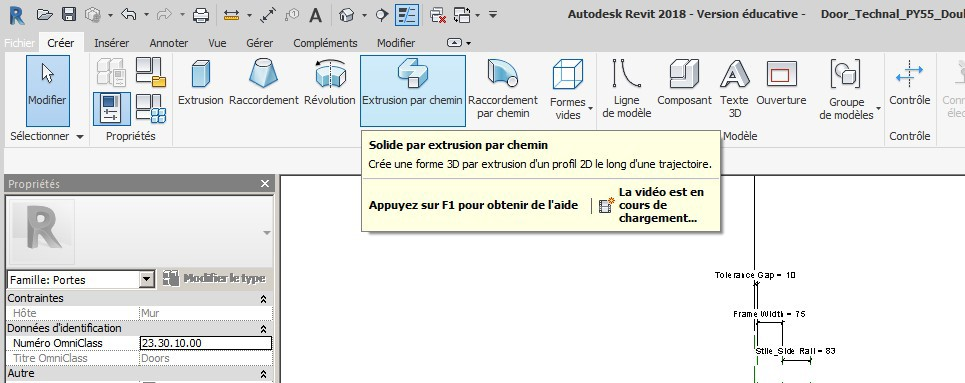 Autodesk Revit 2018 - Version éducative - Door_Technal_PY55_Doul
Fichier Créer Insérer Annoter Vue Gérer Compléments Modifier
Modifier Extrusion Raccordement Révolution Extrusion par chemin Raccordement par chemin Formes vides Ligne de modèle Composant Texte 3D Ouverture Groupe de modèles Contrôle
Sélectionner Propriétés Modèle Contrôle
Solide par extrusion par chemin
Crée une forme 3D par extrusion d'un profil 2D le long d'une trajectoire.
Appuyez sur F1 pour obtenir de l'aide
La vidéo est en
cours de
chargement...
Propriétés
R
Famille: Portes
Modifier le type
Contraintes
Hôte Mur
Données d'identification
Numéro OmniClass 23.30.10.00
Titre OmniClass Doors
Autre
Tolerance Gap = 10
Frame Width = 75
Stile_Side Rail = 83